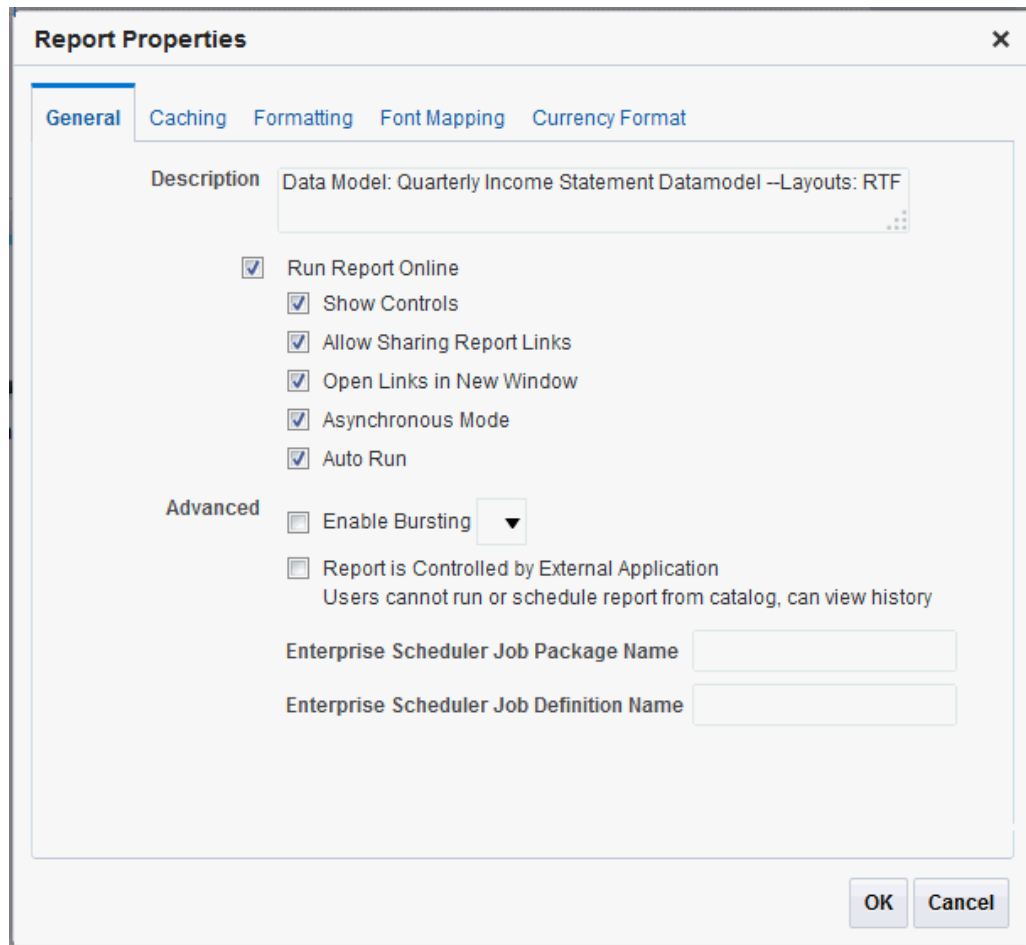 Report Properties
General Caching Formatting Font Mapping Currency Format
Description Data Model: Quarterly Income Statement Datamodel --Layouts: RTF
Run Report Online
Show Controls
Allow Sharing Report Links
Open Links in New Window
Asynchronous Mode
Auto Run
Advanced Enable Bursting
Report is Controlled by External Application
Users cannot run or schedule report from catalog, can view history
Enterprise Scheduler Job Package Name
Enterprise Scheduler Job Definition Name
OK Cancel